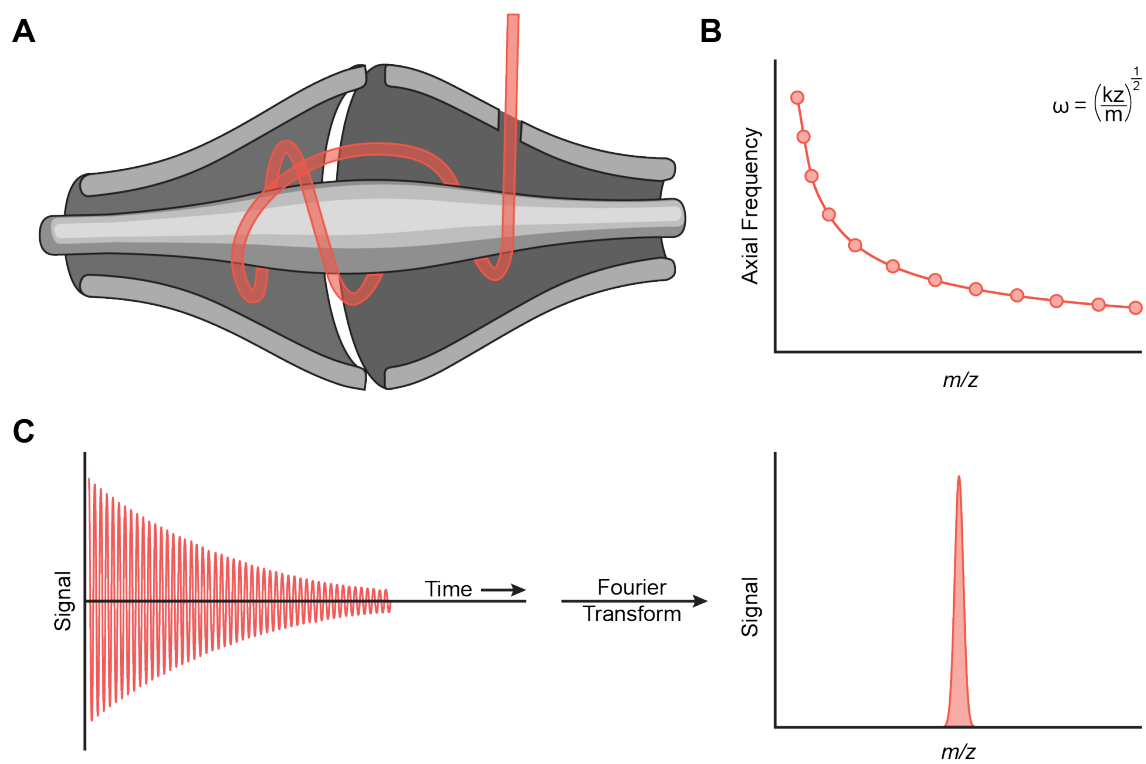 A
B
ω = (kz/m)^1/2
Axial Frequency
m/z
C
Signal
Time
Fourier
Transform
Signal
m/z